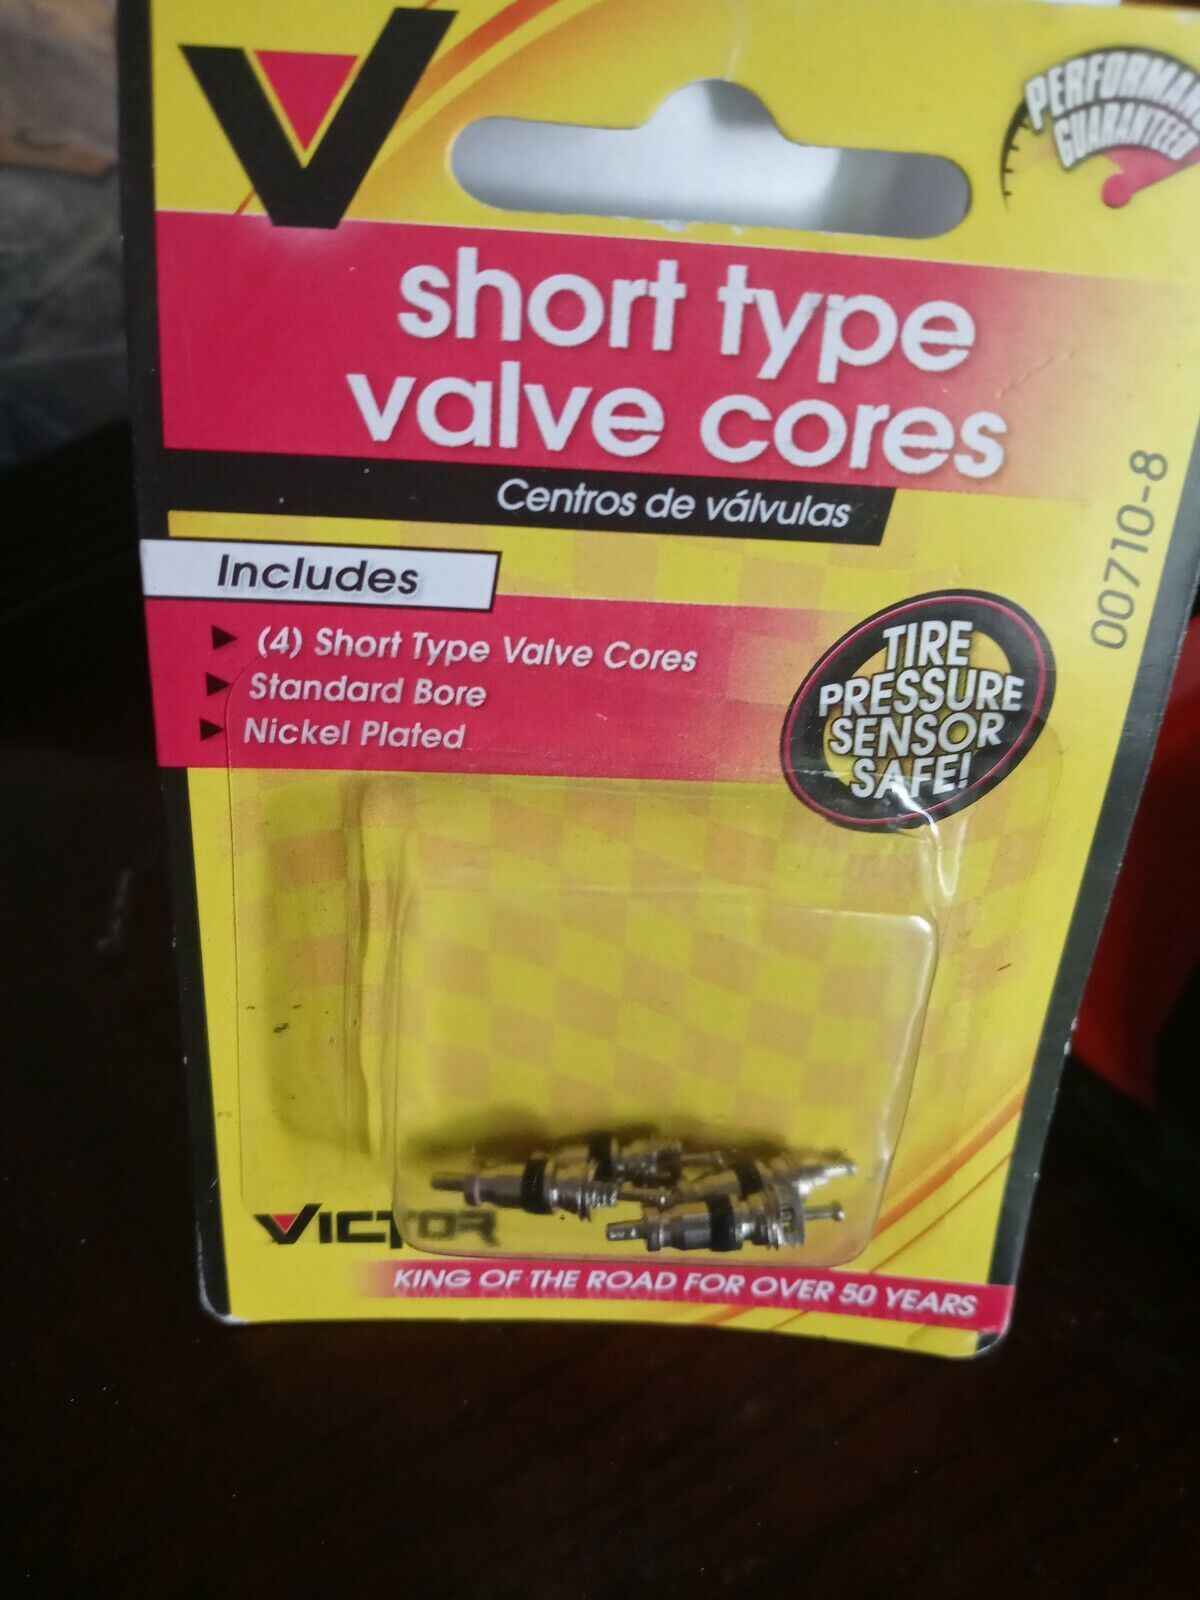 PERFORMAN
GUARANTEED
short type
valve cores
Centros de válvulas
00710-8
Includes
(4) Short Type Valve Cores
Standard Bore
Nickel Plated
TIRE
PRESSURE
SENSOR
SAFE!
VICTOR
KING OF THE ROAD FOR OVER 50 YEARS